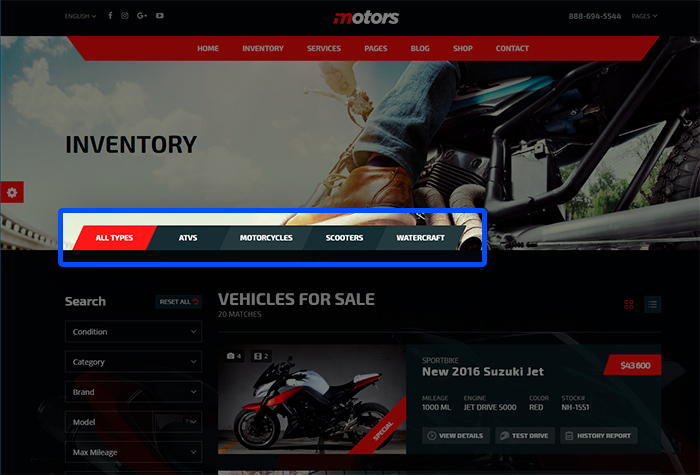 ENGLISH
motors
888-694-5544 PAGES
HOME INVENTORY SERVICES PAGES BLOG SHOP CONTACT
INVENTORY
ALL TYPES ATVS MOTORCYCLES SCOOTERS WATERCRAFT
Search
RESET ALL
Condition
Category
Brand
Model
Max Mileage
VEHICLES FOR SALE
20 MATCHES
4 2
SPECIAL
SPORTBIKE
New 2016 Suzuki Jet
$43 600
MILEAGE ENGINE COLOR STOCK#
1000 ML JET DRIVE 5000 RED NH-1551
VIEW DETAILS TEST DRIVE HISTORY REPORT